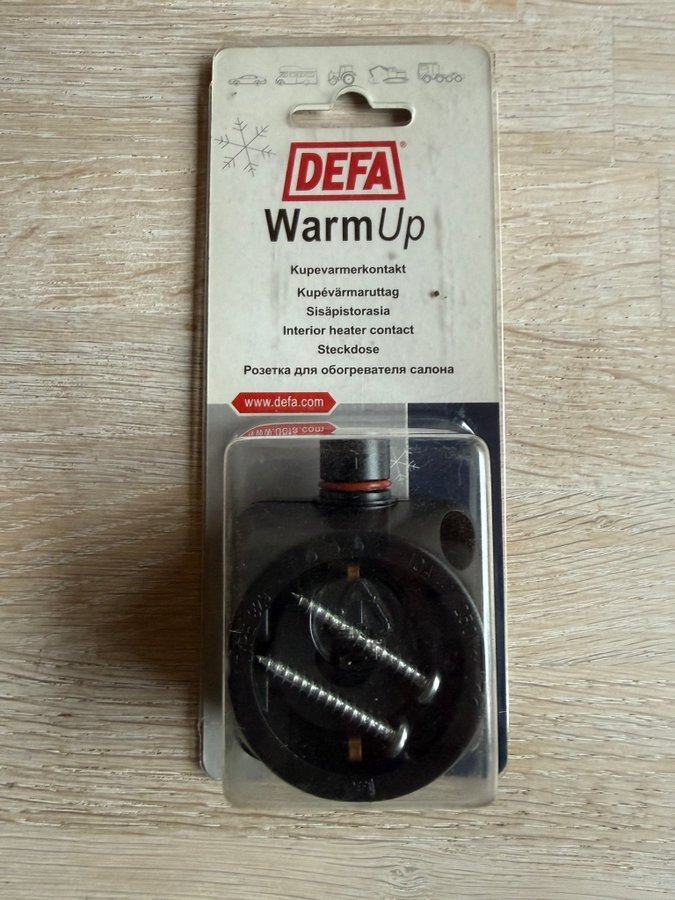 DEFA®
WarmUp
Kupevarmerkontakt
Kupévärmaruttag
Sisäpistorasia
Interior heater contact
Steckdose
Розетка для обогревателя салона
www.defa.com